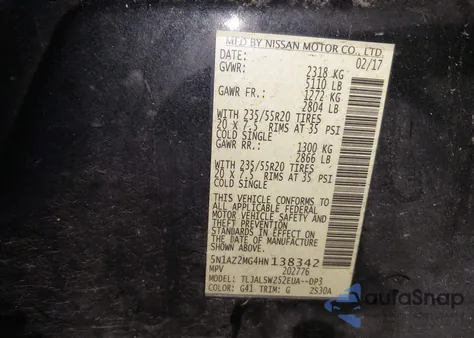 MFD BY NISSAN MOTOR CO., LTD.
DATE: 02/17
GVWR: 2318 KG
5110 LB
GAWR FR.: 1272 KG
2804 LB
WITH 235/55R20 TIRES
20 X 7.5 RIMS AT 35 PSI
COLD SINGLE
GAWR RR.: 1300 KG
2866 LB
WITH 235/55R20 TIRES
20 X 7.5 RIMS AT 35 PSI
COLD SINGLE
THIS VEHICLE CONFORMS TO
ALL APPLICABLE FEDERAL
MOTOR VEHICLE SAFETY AND
THEFT PREVENTION
STANDARDS IN EFFECT ON
THE DATE OF MANUFACTURE
SHOWN ABOVE.
5N1AZ2MG4HN138342
MPV 202776
MODEL: TLJALSWZ52EUA--DP3
COLOR: G41 TRIM: G 2S30A
AutoSnap